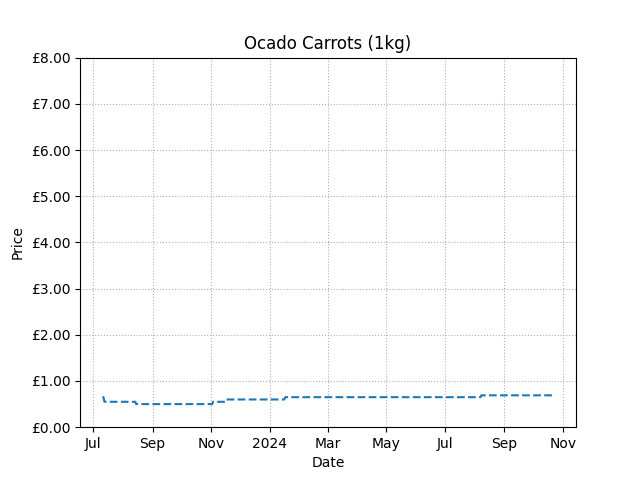 Ocado Carrots (1kg)
£8.00
£7.00
£6.00
£5.00
£4.00
£3.00
£2.00
£1.00
£0.00
Price
Jul Sep Nov 2024 Mar May Jul Sep Nov
Date